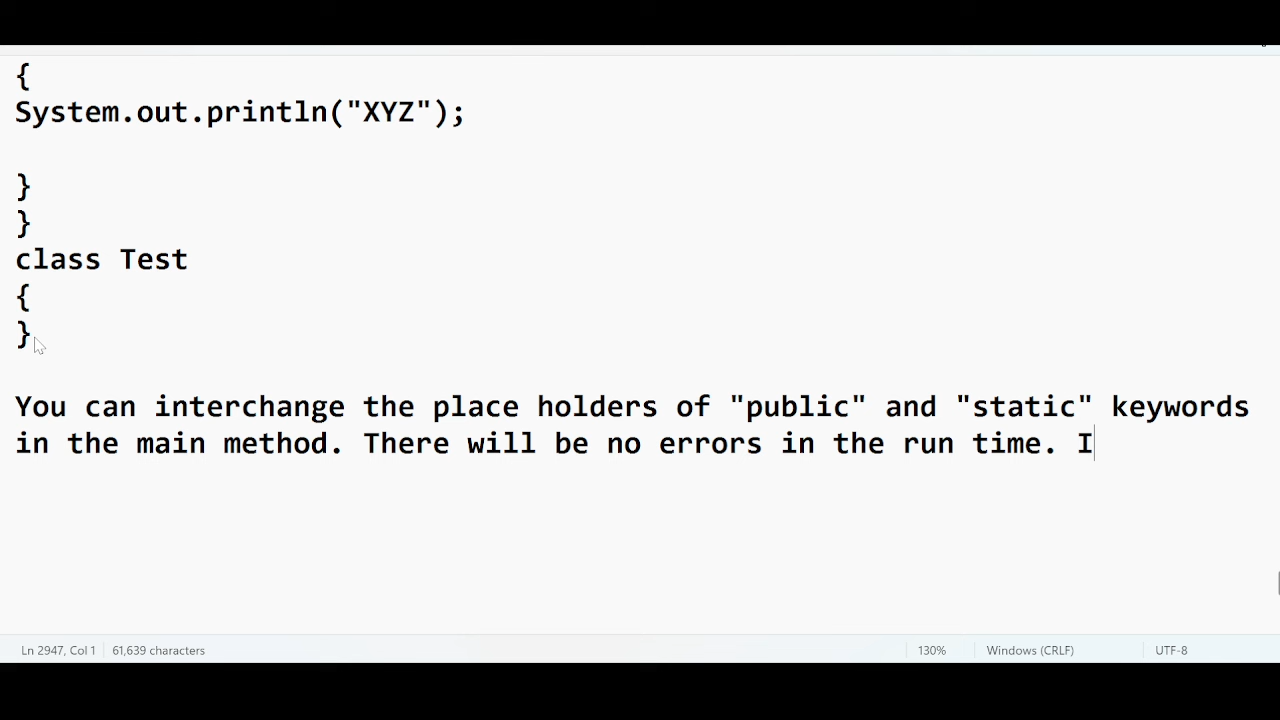 {
System.out.println("XYZ");
}
}
class Test
{
}
You can interchange the place holders of "public" and "static" keywords
in the main method. There will be no errors in the run time. I
Ln 2947, Col 1 61,639 characters 130% Windows (CRLF) UTF-8